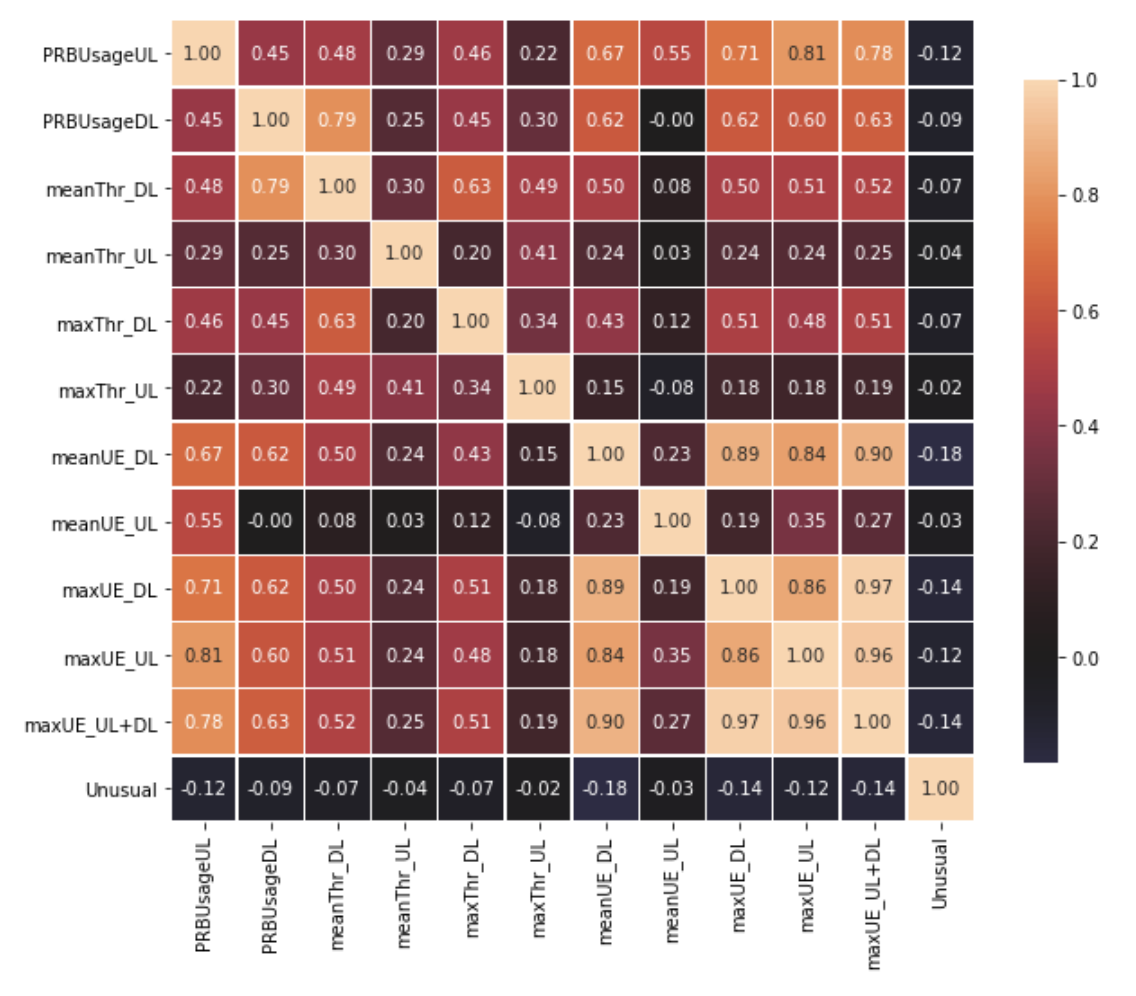 PRBUsageUL 1.00 0.45 0.48 0.29 0.46 0.22 0.67 0.55 0.71 0.81 0.78 -0.12
PRBUsageDL 0.45 1.00 0.79 0.25 0.45 0.30 0.62 -0.00 0.62 0.60 0.63 -0.09
meanThr_DL 0.48 0.79 1.00 0.30 0.63 0.49 0.50 0.08 0.50 0.51 0.52 -0.07
meanThr_UL 0.29 0.25 0.30 1.00 0.20 0.41 0.24 0.03 0.24 0.24 0.25 -0.04
maxThr_DL 0.46 0.45 0.63 0.20 1.00 0.34 0.43 0.12 0.51 0.48 0.51 -0.07
maxThr_UL 0.22 0.30 0.49 0.41 0.34 1.00 0.15 -0.08 0.18 0.18 0.19 -0.02
meanUE_DL 0.67 0.62 0.50 0.24 0.43 0.15 1.00 0.23 0.89 0.84 0.90 -0.18
meanUE_UL 0.55 -0.00 0.08 0.03 0.12 -0.08 0.23 1.00 0.19 0.35 0.27 -0.03
maxUE_DL 0.71 0.62 0.50 0.24 0.51 0.18 0.89 0.19 1.00 0.86 0.97 -0.14
maxUE_UL 0.81 0.60 0.51 0.24 0.48 0.18 0.84 0.35 0.86 1.00 0.96 -0.12
maxUE_UL+DL 0.78 0.63 0.52 0.25 0.51 0.19 0.90 0.27 0.97 0.96 1.00 -0.14
Unusual -0.12 -0.09 -0.07 -0.04 -0.07 -0.02 -0.18 -0.03 -0.14 -0.12 -0.14 1.00
PRBUsageUL
PRBUsageDL
meanThr_DL
meanThr_UL
maxThr_DL
maxThr_UL
meanUE_DL
meanUE_UL
maxUE_DL
maxUE_UL
maxUE_UL+DL
Unusual
1.0
0.8
0.6
0.4
0.2
0.0